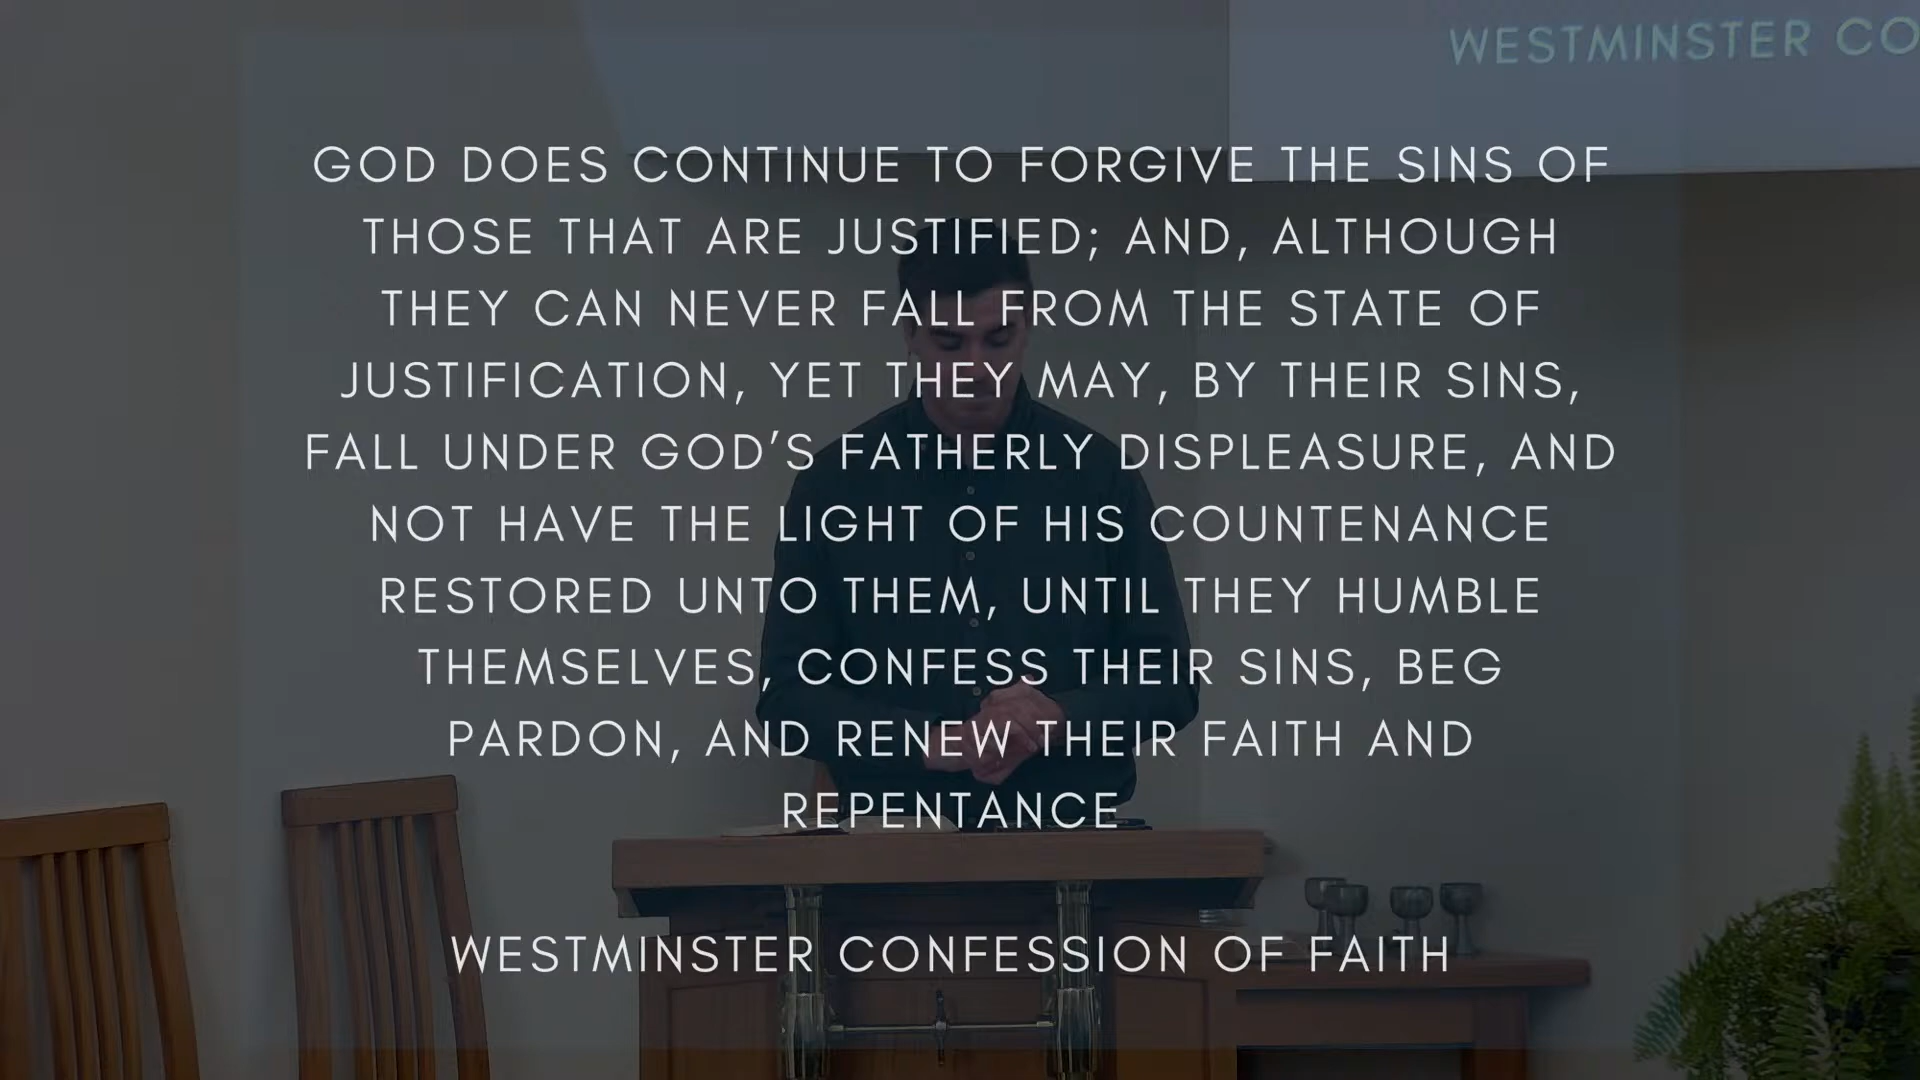 WESTMINSTER CO
GOD DOES CONTINUE TO FORGIVE THE SINS OF
THOSE THAT ARE JUSTIFIED; AND, ALTHOUGH
THEY CAN NEVER FALL FROM THE STATE OF
JUSTIFICATION, YET THEY MAY, BY THEIR SINS,
FALL UNDER GOD'S FATHERLY DISPLEASURE, AND
NOT HAVE THE LIGHT OF HIS COUNTENANCE
RESTORED UNTO THEM, UNTIL THEY HUMBLE
THEMSELVES, CONFESS THEIR SINS, BEG
PARDON, AND RENEW THEIR FAITH AND
REPENTANCE
WESTMINSTER CONFESSION OF FAITH